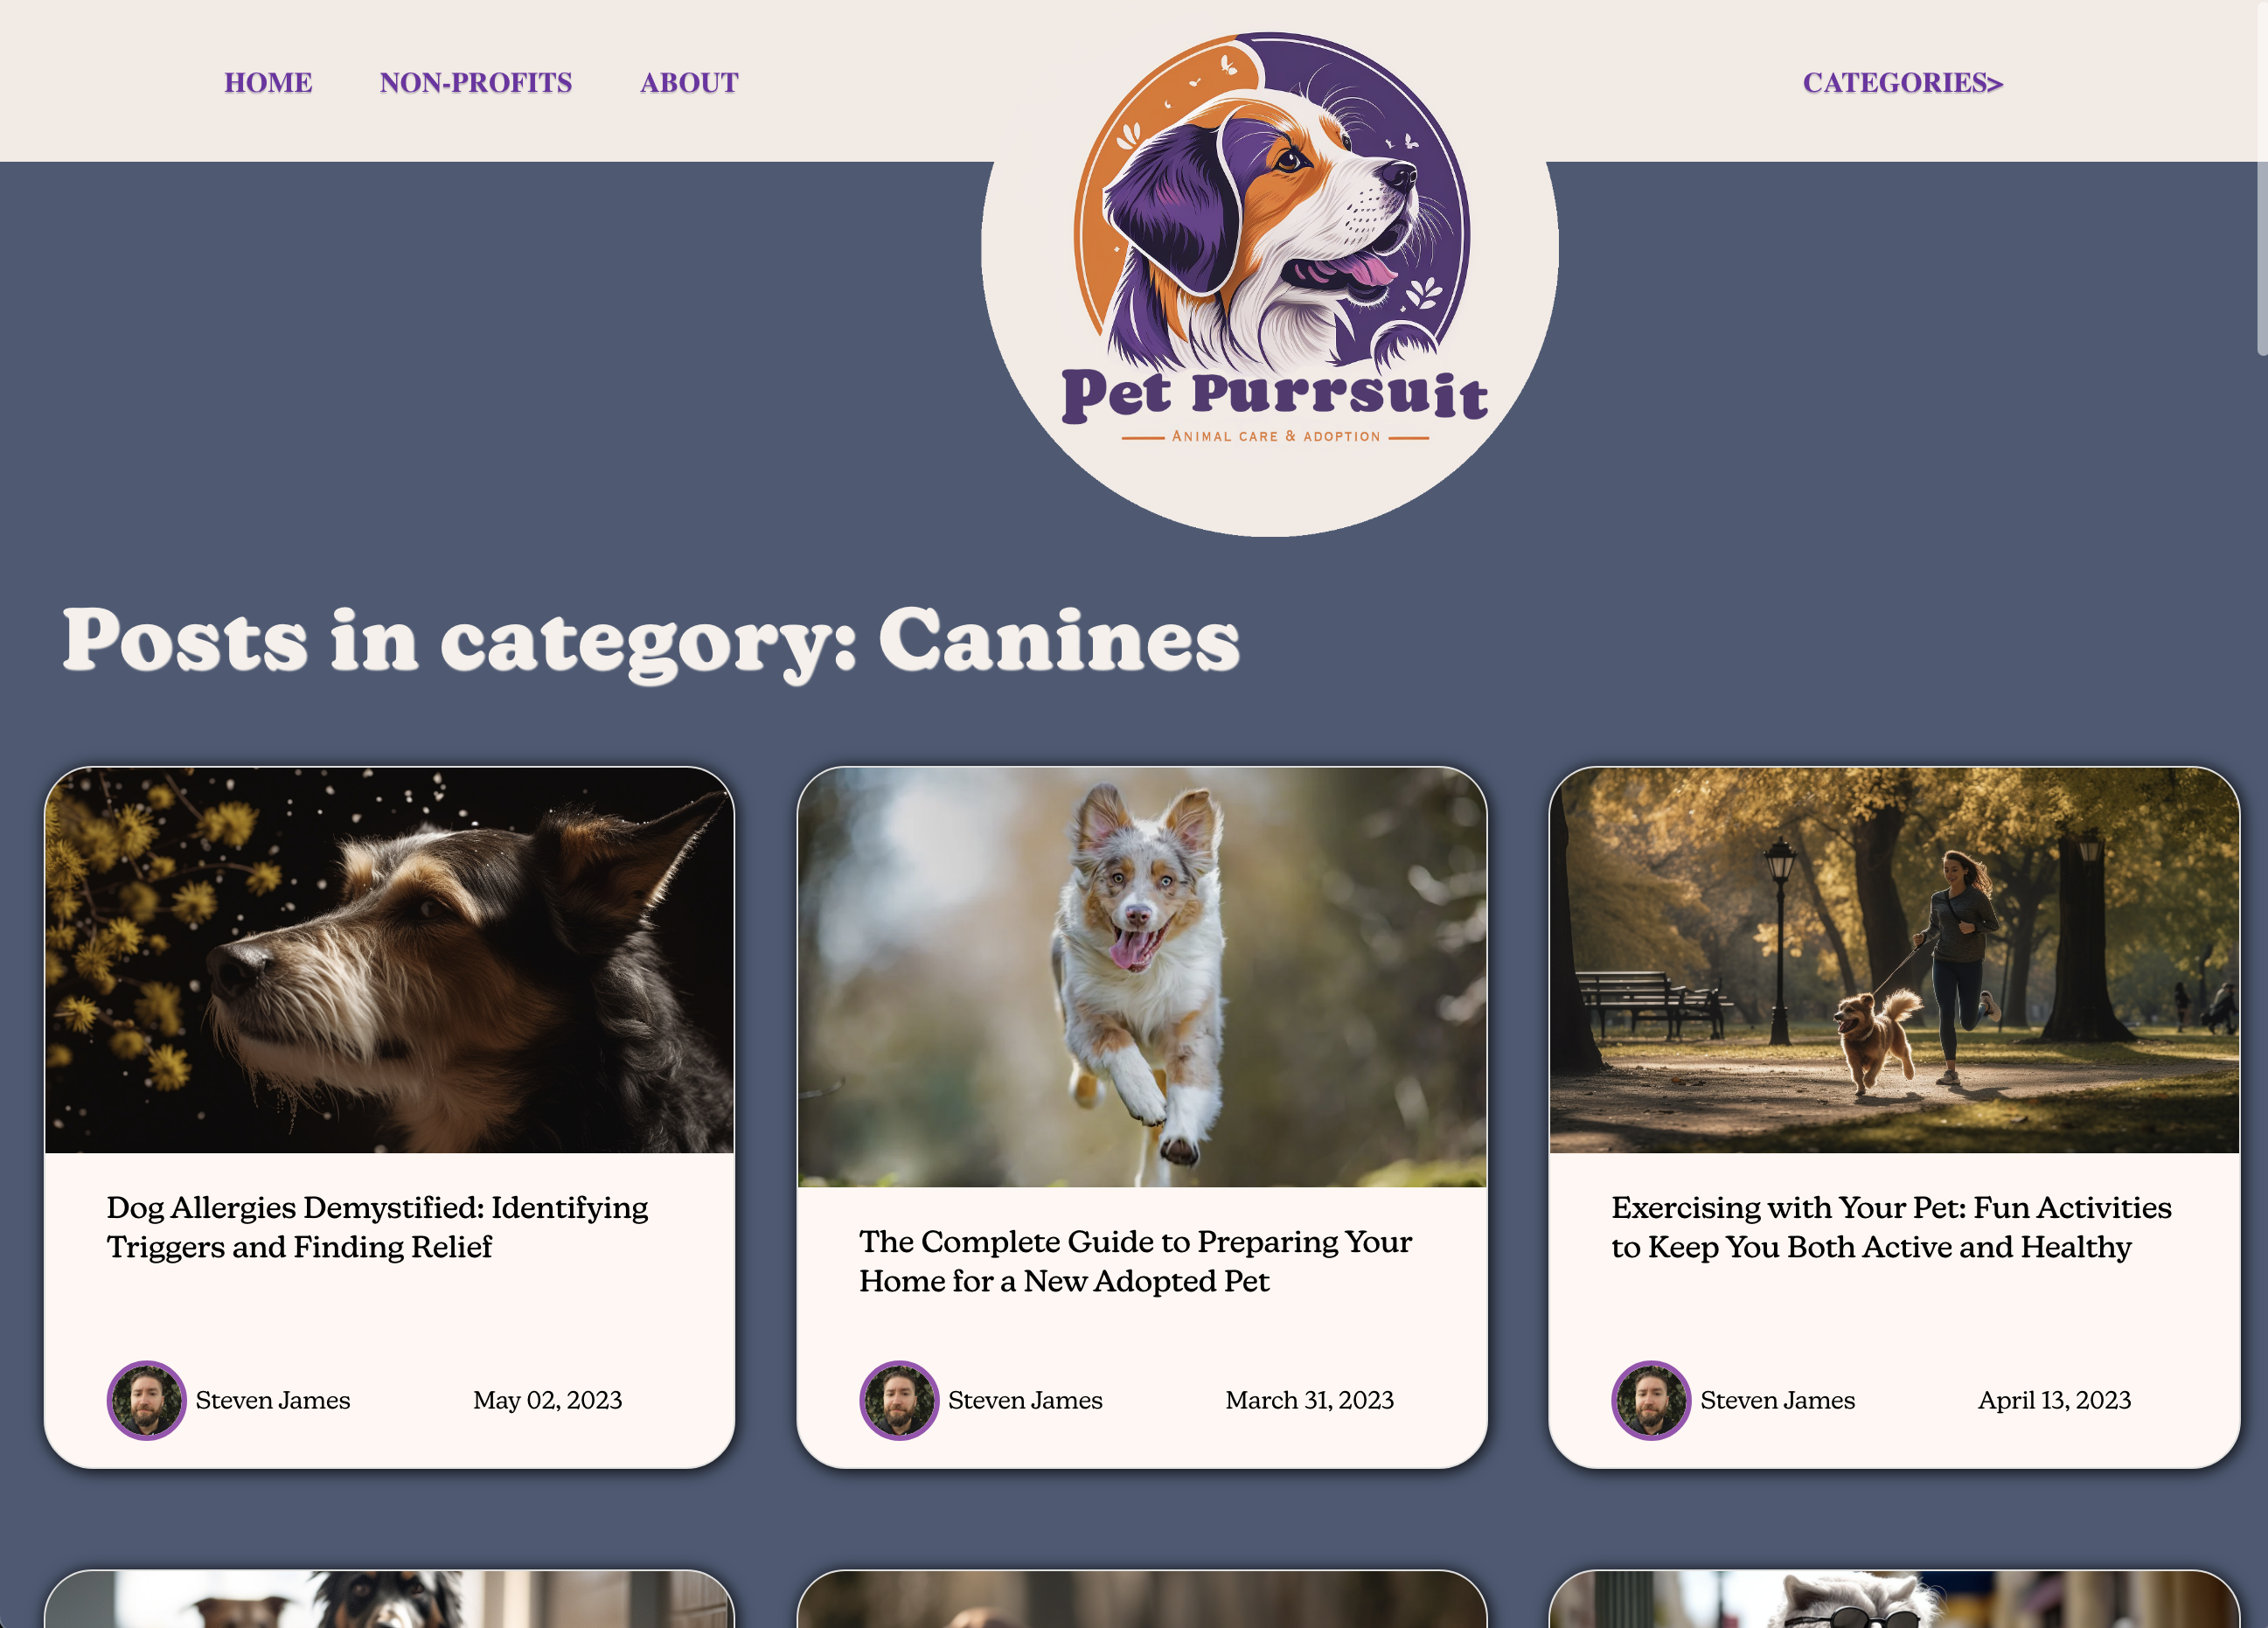 HOME NON-PROFITS ABOUT CATEGORIES>
Pet Purrsuit
ANIMAL CARE & ADOPTION
Posts in category: Canines
Dog Allergies Demystified: Identifying
Triggers and Finding Relief
Steven James May 02, 2023
The Complete Guide to Preparing Your
Home for a New Adopted Pet
Steven James March 31, 2023
Exercising with Your Pet: Fun Activities
to Keep You Both Active and Healthy
Steven James April 13, 2023